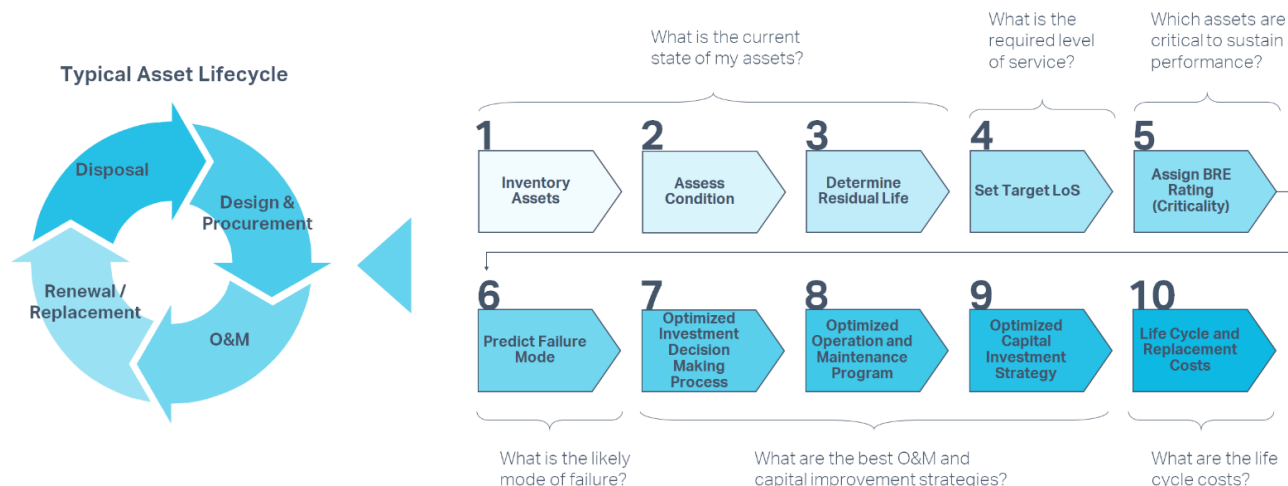 Typical Asset Lifecycle
Disposal
Design &
Procurement
O&M
Renewal /
Replacement
What is the current
state of my assets?
What is the
required level
of service?
Which assets are
critical to sustain
performance?
1
Inventory
Assets
2
Assess
Condition
3
Determine
Residual Life
4
Set Target LoS
5
Assign BRE
Rating
(Criticality)
6
Predict Failure
Mode
7
Optimized
Investment
Decision
Making
Process
8
Optimized
Operation and
Maintenance
Program
9
Optimized
Capital
Investment
Strategy
10
Life Cycle and
Replacement
Costs
What is the likely
mode of failure?
What are the best O&M and
capital improvement strategies?
What are the life
cycle costs?